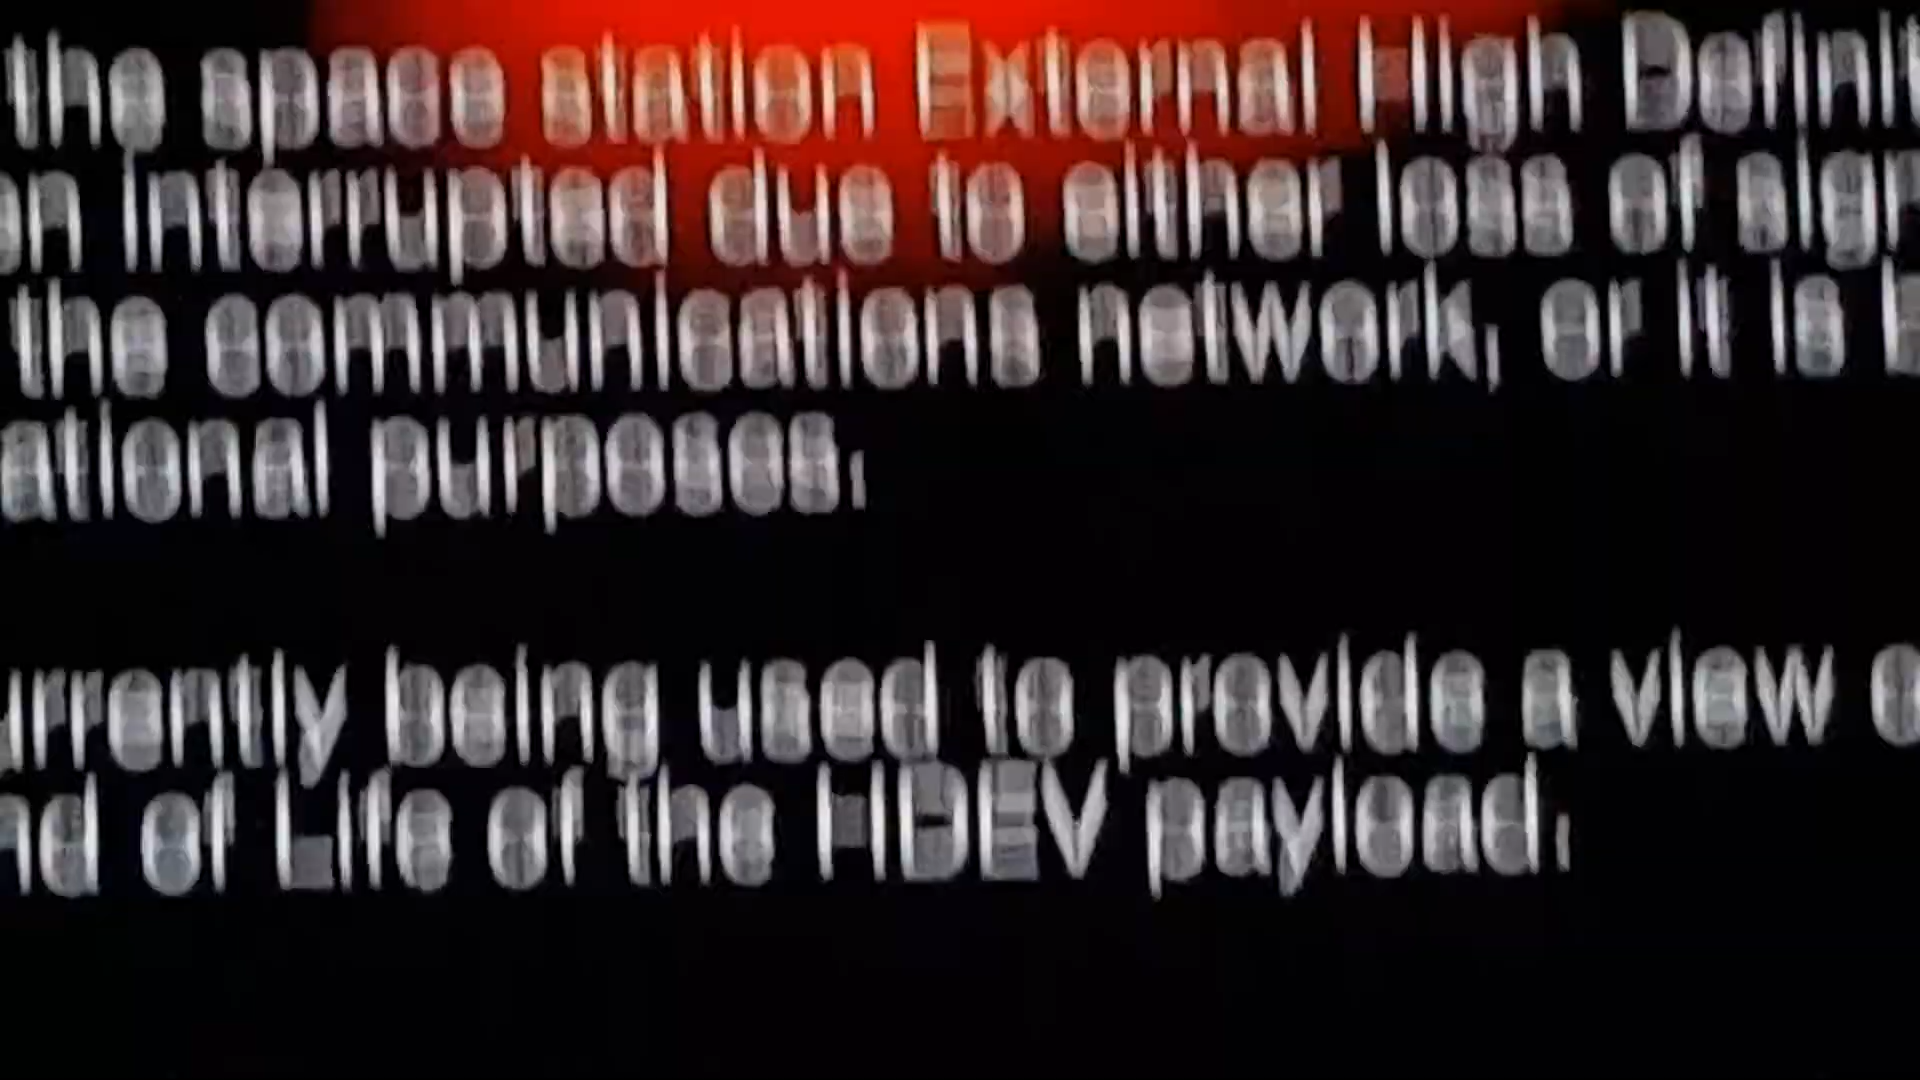 the space station External High Definit
en interrupted due to either loss of sign
the communications network, or it is b
ational purposes.
urrently being used to provide a view o
nd of Life of the HDEV payload.